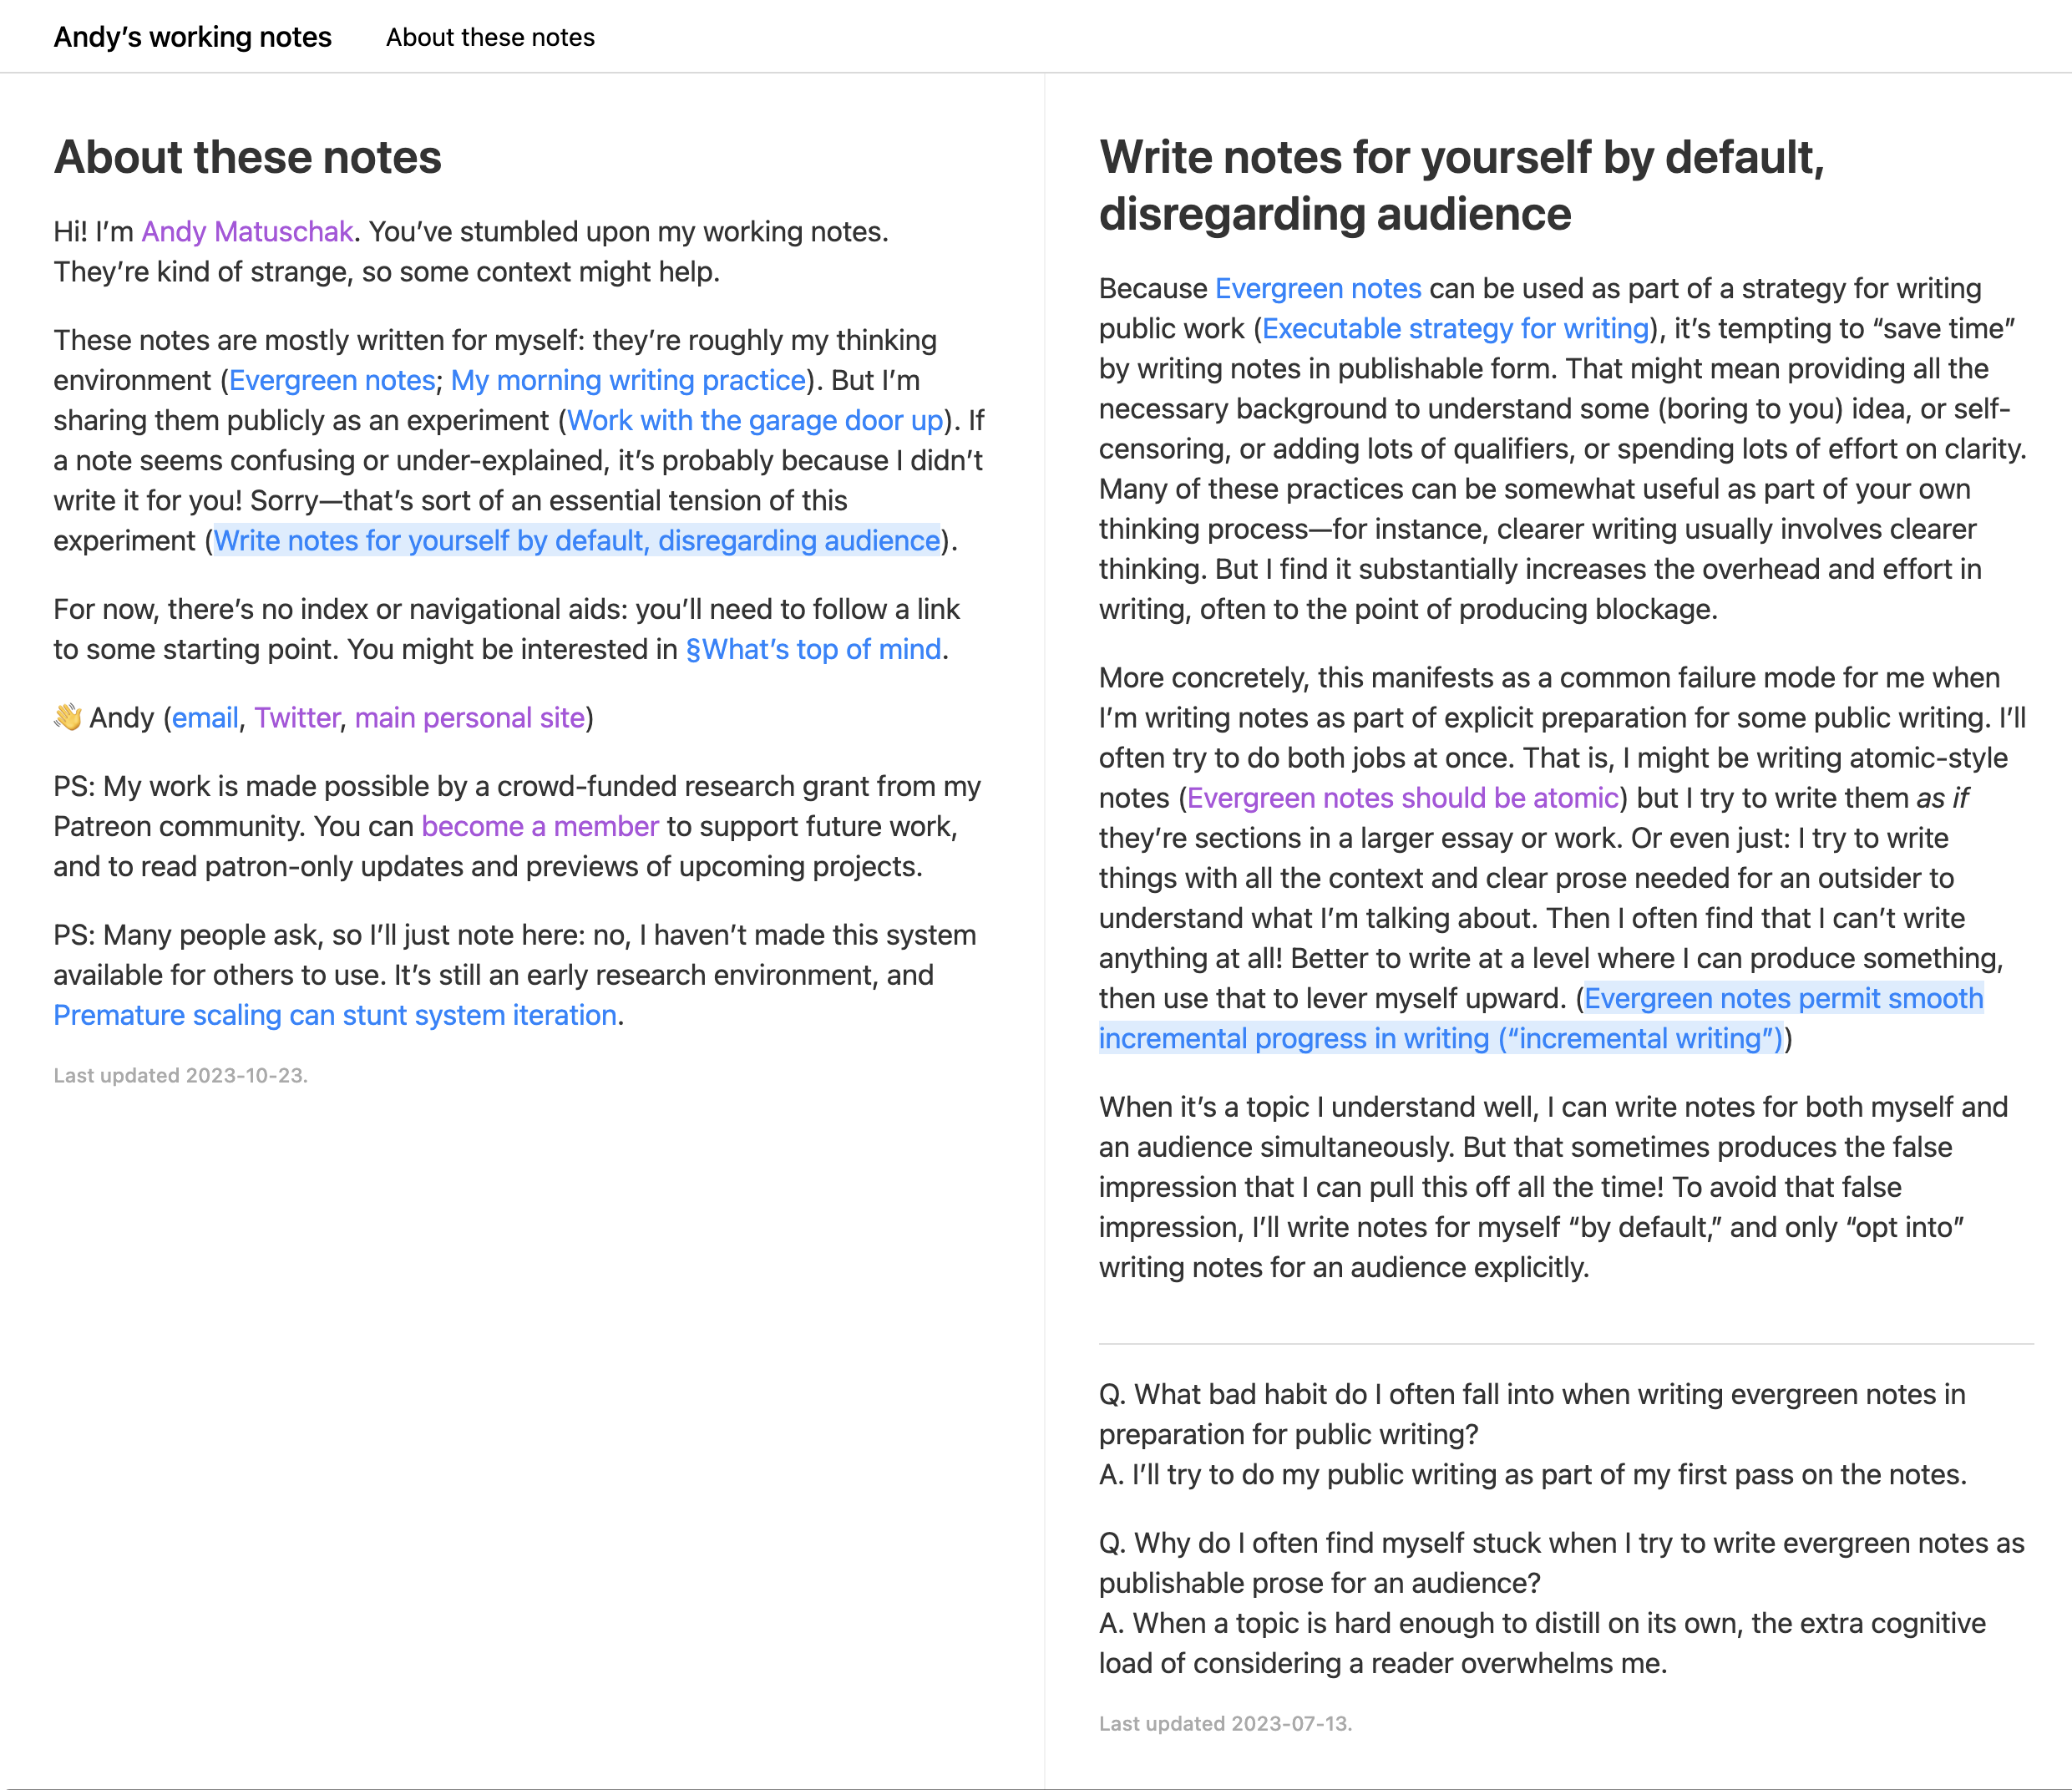 Andy’s working notes About these notes
About these notes
Hi! I’m Andy Matuschak. You’ve stumbled upon my working notes.
They’re kind of strange, so some context might help.
These notes are mostly written for myself: they’re roughly my thinking
environment (Evergreen notes; My morning writing practice). But I’m
sharing them publicly as an experiment (Work with the garage door up). If
a note seems confusing or under-explained, it’s probably because I didn’t
write it for you! Sorry—that’s sort of an essential tension of this
experiment (Write notes for yourself by default, disregarding audience).
For now, there’s no index or navigational aids: you’ll need to follow a link
to some starting point. You might be interested in §What’s top of mind.
👋 Andy (email, Twitter, main personal site)
PS: My work is made possible by a crowd-funded research grant from my
Patreon community. You can become a member to support future work,
and to read patron-only updates and previews of upcoming projects.
PS: Many people ask, so I’ll just note here: no, I haven’t made this system
available for others to use. It’s still an early research environment, and
Premature scaling can stunt system iteration.
Last updated 2023-10-23.
Write notes for yourself by default,
disregarding audience
Because Evergreen notes can be used as part of a strategy for writing
public work (Executable strategy for writing), it’s tempting to “save time”
by writing notes in publishable form. That might mean providing all the
necessary background to understand some (boring to you) idea, or self-
censoring, or adding lots of qualifiers, or spending lots of effort on clarity.
Many of these practices can be somewhat useful as part of your own
thinking process—for instance, clearer writing usually involves clearer
thinking. But I find it substantially increases the overhead and effort in
writing, often to the point of producing blockage.
More concretely, this manifests as a common failure mode for me when
I’m writing notes as part of explicit preparation for some public writing. I’ll
often try to do both jobs at once. That is, I might be writing atomic-style
notes (Evergreen notes should be atomic) but I try to write them as if
they’re sections in a larger essay or work. Or even just: I try to write
things with all the context and clear prose needed for an outsider to
understand what I’m talking about. Then I often find that I can’t write
anything at all! Better to write at a level where I can produce something,
then use that to lever myself upward. (Evergreen notes permit smooth
incremental progress in writing (“incremental writing”))
When it’s a topic I understand well, I can write notes for both myself and
an audience simultaneously. But that sometimes produces the false
impression that I can pull this off all the time! To avoid that false
impression, I’ll write notes for myself “by default,” and only “opt into”
writing notes for an audience explicitly.
Q. What bad habit do I often fall into when writing evergreen notes in
preparation for public writing?
A. I’ll try to do my public writing as part of my first pass on the notes.
Q. Why do I often find myself stuck when I try to write evergreen notes as
publishable prose for an audience?
A. When a topic is hard enough to distill on its own, the extra cognitive
load of considering a reader overwhelms me.
Last updated 2023-07-13.